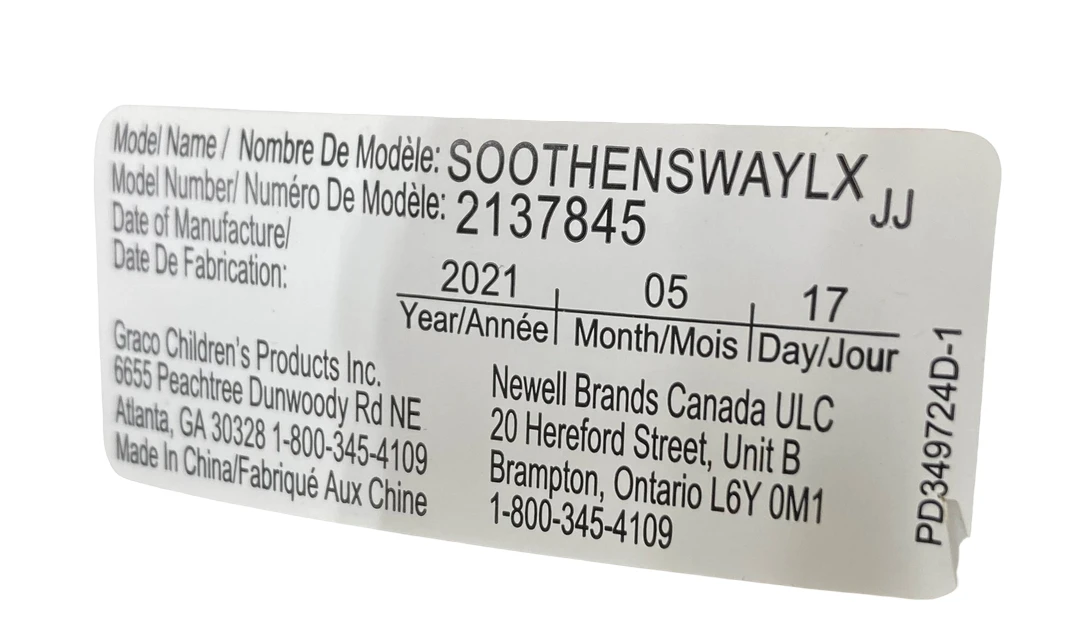 Model Name / Nombre De Modèle: SOOTHENSWAYLX JJ
Model Number/ Numéro De Modèle: 2137845
Date of Manufacture/
Date De Fabrication:
2021 05 17
Year/Année Month/Mois Day/Jour
Graco Children's Products Inc.
6655 Peachtree Dunwoody Rd NE
Atlanta, GA 30328 1-800-345-4109
Made In China/Fabriqué Aux Chine
Newell Brands Canada ULC
20 Hereford Street, Unit B
Brampton, Ontario L6Y 0M1
1-800-345-4109
PD349724D-1